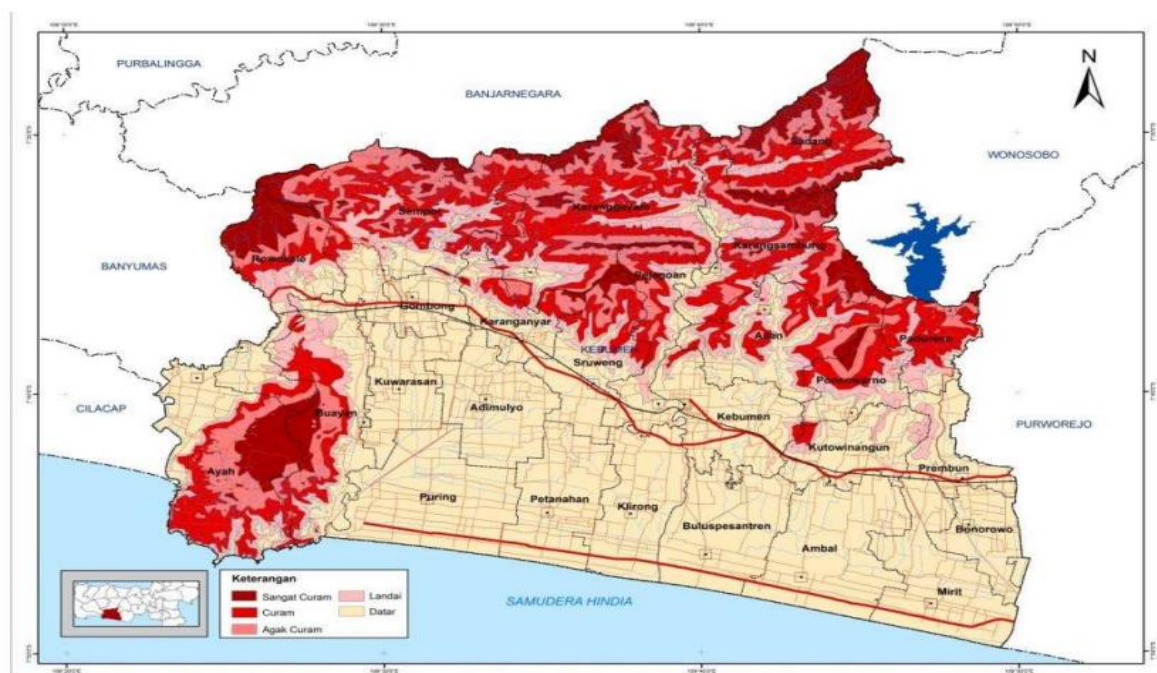 PURBALINGGA
BANJARNEGARA
N
WONOSOBO
Sadang
Sempor
Karanggayam
Karangsambung
BANYUMAS
Rowokele
Pejagoan
Gombong
Karanganyar
Alian
Padureso
KEBUMEN
Sruweng
Poncowarno
Kuwarasan
CILACAP
Adimulyo
Buayan
Kebumen
PURWOREJO
Kutowinangun
Ayah
Prembun
Puring
Petanahan
Klirong
Buluspesantren
Bonorowo
Ambal
Mirit
SAMUDERA HINDIA
Keterangan
Sangat Curam
Landai
Curam
Datar
Agak Curam